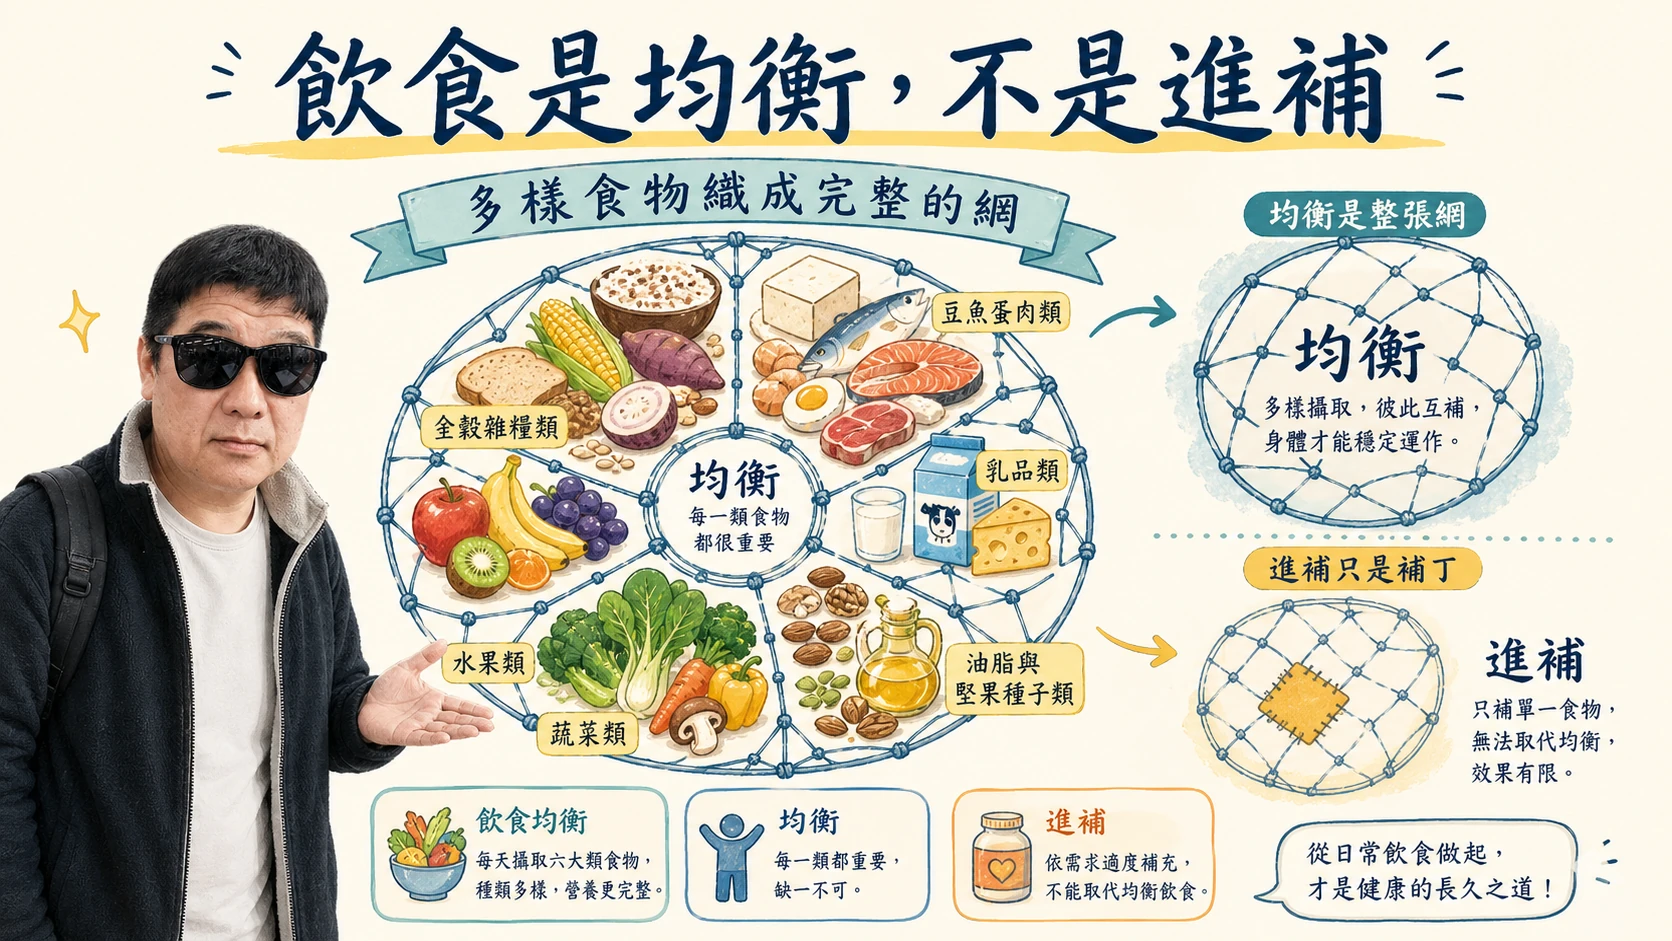 飲食是均衡，不是進補
多樣食物織成完整的網
全穀雜糧類
豆魚蛋肉類
乳品類
水果類
蔬菜類
油脂與
堅果種子類
均衡
每一類食物
都很重要
均衡是整張網
均衡
多樣攝取，彼此互補，
身體才能穩定運作。
進補只是補丁
進補
只補單一食物，
無法取代均衡，
效果有限。
飲食均衡
每天攝取六大類食物，
種類多樣，營養更完整。
均衡
每一類都重要，
缺一不可。
進補
依需求適度補充，
不能取代均衡飲食。
從日常飲食做起，
才是健康的長久之道！